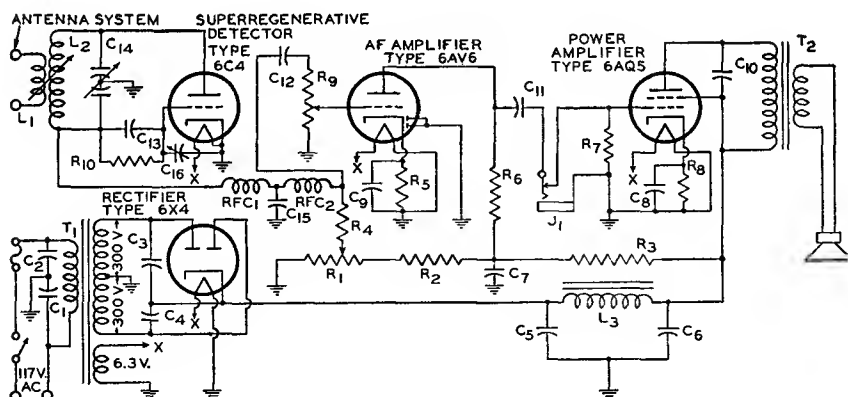 ANTENNA SYSTEM
SUPERREGENERATIVE
DETECTOR
TYPE 6C4
AF AMPLIFIER
TYPE 6AV6
POWER
AMPLIFIER
TYPE 6AQ5
T2
L2
C14
C12
R9
C11
C10
L1
C13
R10
C16
X
X
C9
R5
R6
R7
X
C8
R8
J1
RFC1
RFC2
C15
R4
RECTIFIER
TYPE 6X4
T1
C2
C1
300 V.
300 V.
C3
C4
X
X
6.3 V.
117V.
AC
R1
R2
C7
R3
L3
C5
C6